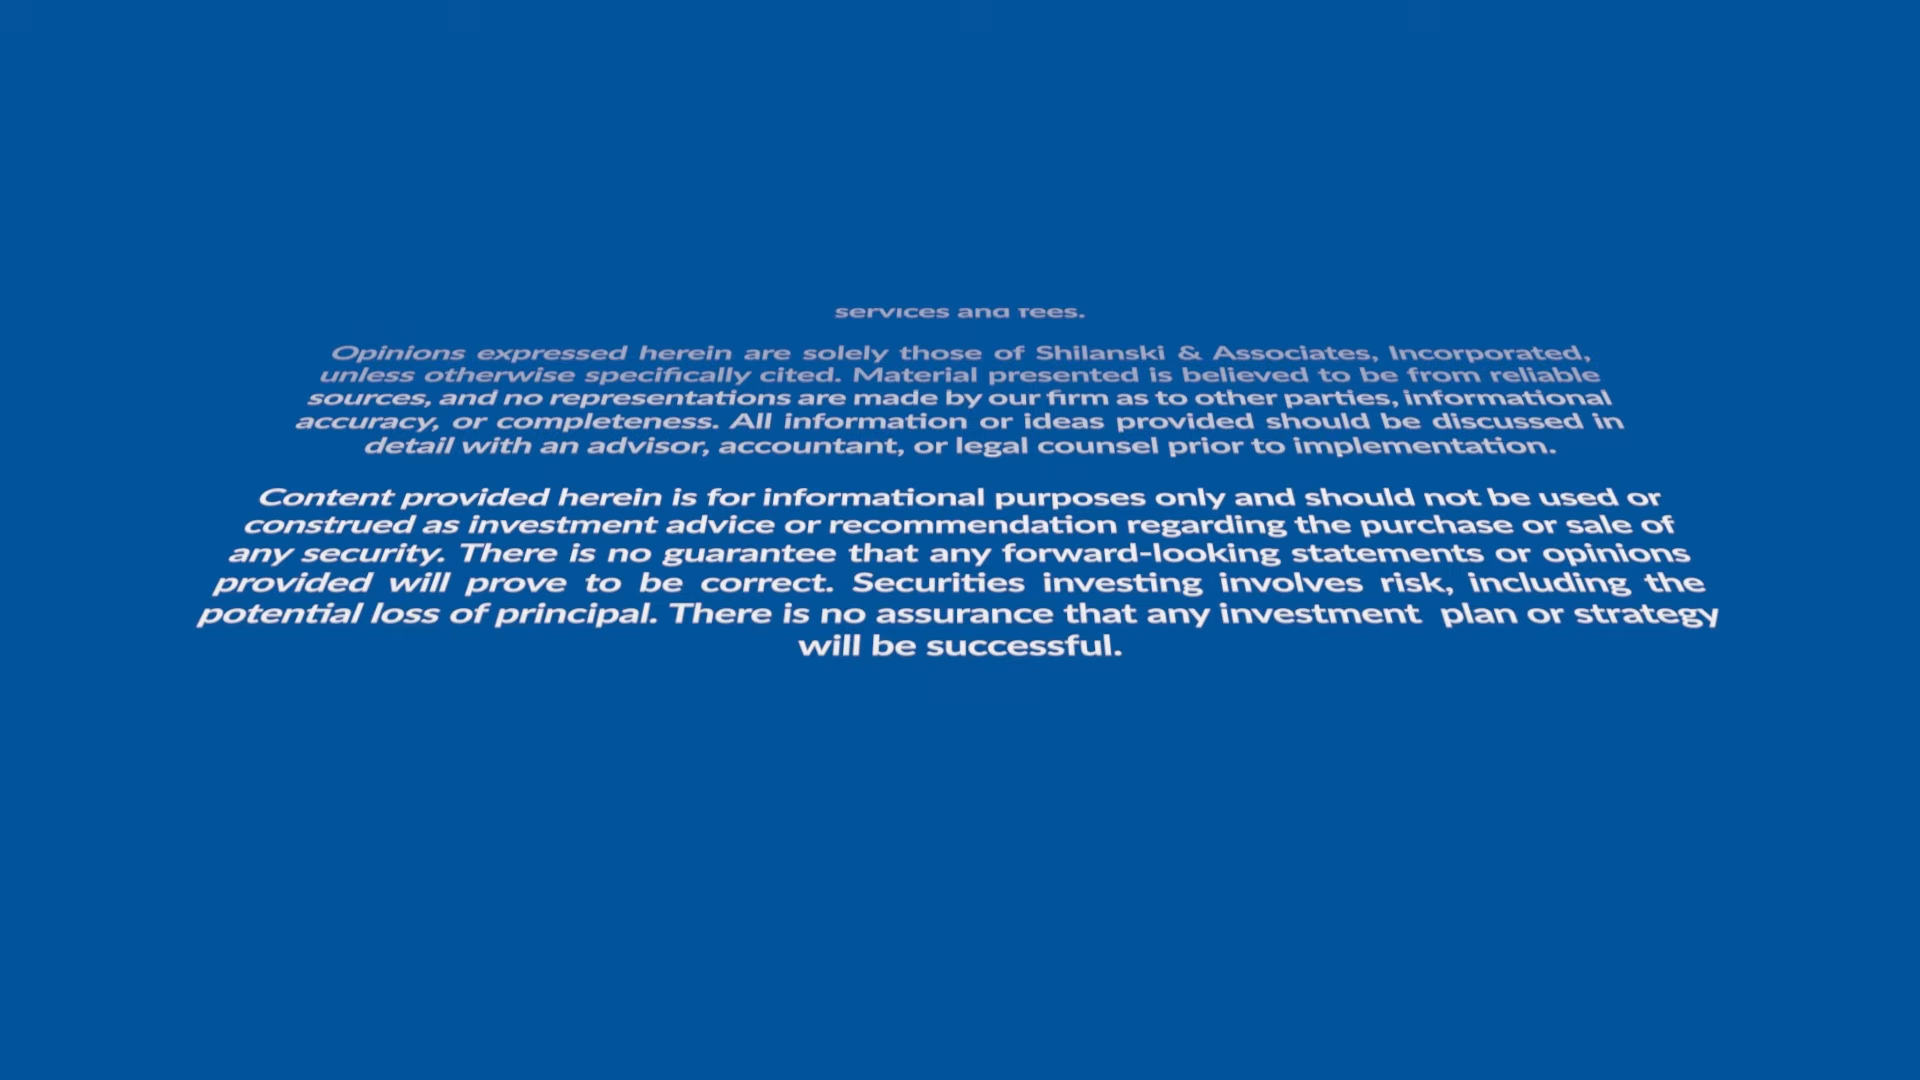 services and fees.
Opinions expressed herein are solely those of Shilanski & Associates, Incorporated,
unless otherwise specifically cited. Material presented is believed to be from reliable
sources, and no representations are made by our firm as to other parties, informational
accuracy, or completeness. All information or ideas provided should be discussed in
detail with an advisor, accountant, or legal counsel prior to implementation.
Content provided herein is for informational purposes only and should not be used or
construed as investment advice or recommendation regarding the purchase or sale of
any security. There is no guarantee that any forward-looking statements or opinions
provided will prove to be correct. Securities investing involves risk, including the
potential loss of principal. There is no assurance that any investment plan or strategy
will be successful.